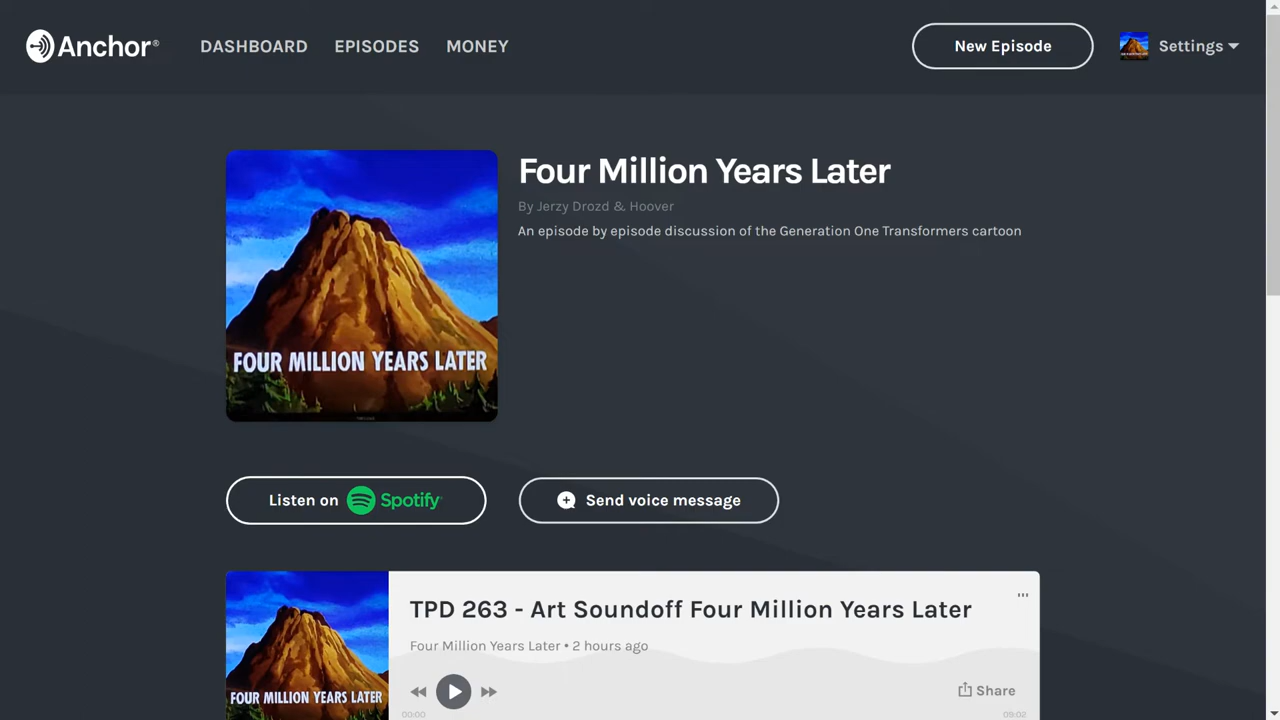 Anchor®
DASHBOARD
EPISODES
MONEY
New Episode
Settings
FOUR MILLION YEARS LATER
Four Million Years Later
By Jerzy Drozd & Hoover
An episode by episode discussion of the Generation One Transformers cartoon
Listen on Spotify
Send voice message
FOUR MILLION YEARS LATER
TPD 263 - Art Soundoff Four Million Years Later
Four Million Years Later • 2 hours ago
Share
00:00
09:02